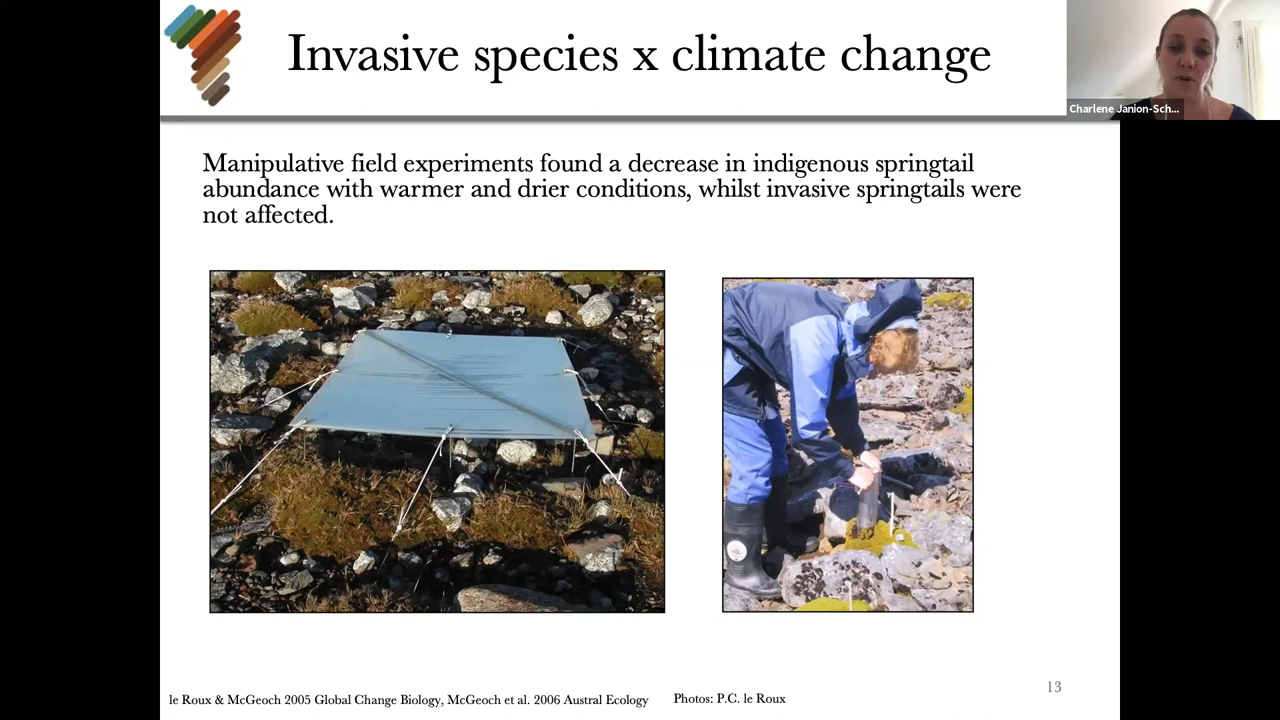 Invasive species x climate change
Charlene Janion-Sch...
Manipulative field experiments found a decrease in indigenous springtail
abundance with warmer and drier conditions, whilst invasive springtails were
not affected.
13
le Roux & McGeoch 2005 Global Change Biology, McGeoch et al. 2006 Austral Ecology
Photos: P.C. le Roux